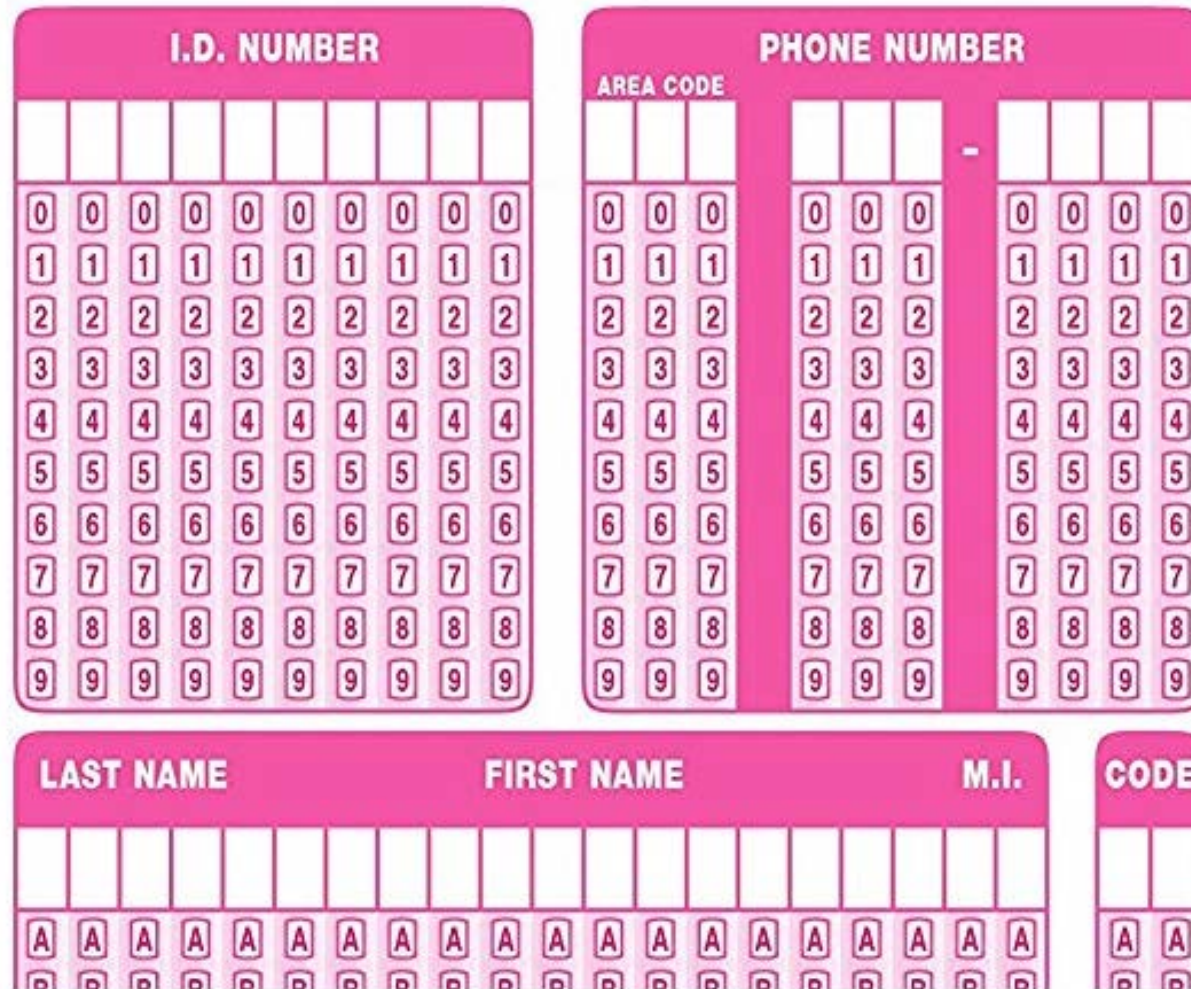 I.D. NUMBER
0 0 0 0 0 0 0 0 0 0
1 1 1 1 1 1 1 1 1 1
2 2 2 2 2 2 2 2 2 2
3 3 3 3 3 3 3 3 3 3
4 4 4 4 4 4 4 4 4 4
5 5 5 5 5 5 5 5 5 5
6 6 6 6 6 6 6 6 6 6
7 7 7 7 7 7 7 7 7 7
8 8 8 8 8 8 8 8 8 8
9 9 9 9 9 9 9 9 9 9
PHONE NUMBER
AREA CODE
-
0 0 0 0 0 0 0 0 0 0
1 1 1 1 1 1 1 1 1 1
2 2 2 2 2 2 2 2 2 2
3 3 3 3 3 3 3 3 3 3
4 4 4 4 4 4 4 4 4 4
5 5 5 5 5 5 5 5 5 5
6 6 6 6 6 6 6 6 6 6
7 7 7 7 7 7 7 7 7 7
8 8 8 8 8 8 8 8 8 8
9 9 9 9 9 9 9 9 9 9
LAST NAME FIRST NAME M.I.
A A A A A A A A A A A A A A A A A A A A
CODE
A A